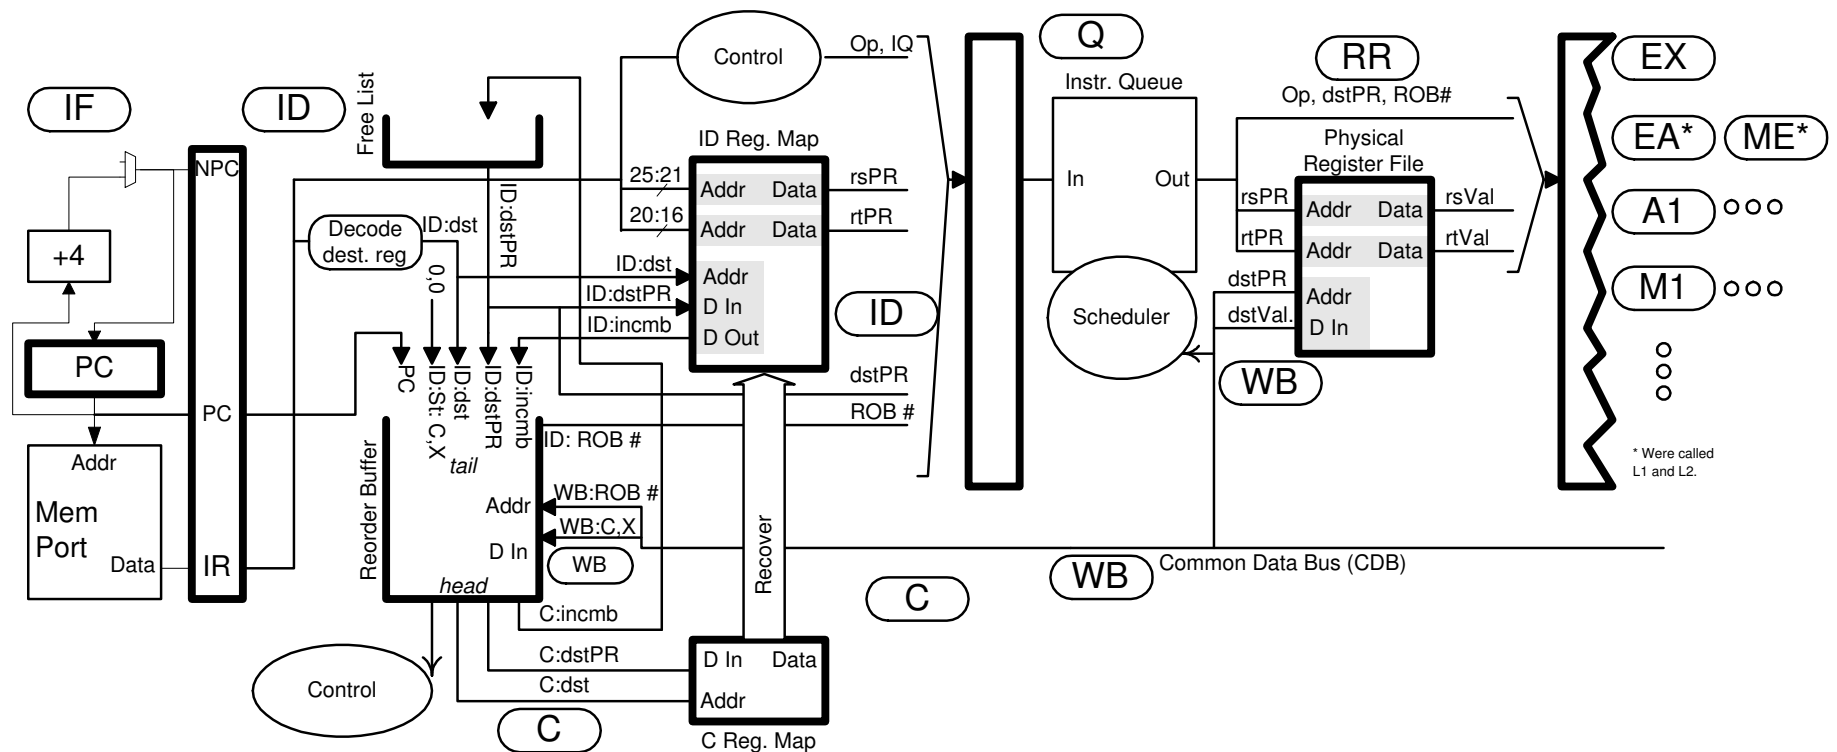 IF
ID
Free List
Control
Op, IQ
Q
Instr. Queue
In
Out
Scheduler
RR
Op, dstPR, ROB#
Physical
Register File
rsPR
Addr
Data
rsVal
rtPR
Addr
Data
rtVal
dstPR
Addr
dstVal.
D In
WB
EX
EA*
ME*
A1
M1
* Were called
L1 and L2.
NPC
+4
PC
PC
Addr
Mem
Port
Data
IR
Decode
dest. reg
ID:dst
ID:dstPR
ID Reg. Map
25:21
Addr
Data
rsPR
20:16
Addr
Data
rtPR
ID:dst
Addr
ID:dstPR
D In
ID:incmb
D Out
ID
dstPR
ROB #
0,0
PC
ID:St: C,X
ID:dst
ID:dstPR
ID:incmb
ID: ROB #
tail
Reorder Buffer
Addr
WB:ROB #
D In
WB:C,X
WB
head
C:incmb
Recover
C
WB
Common Data Bus (CDB)
Control
C:dstPR
D In
Data
C:dst
Addr
C
C Reg. Map